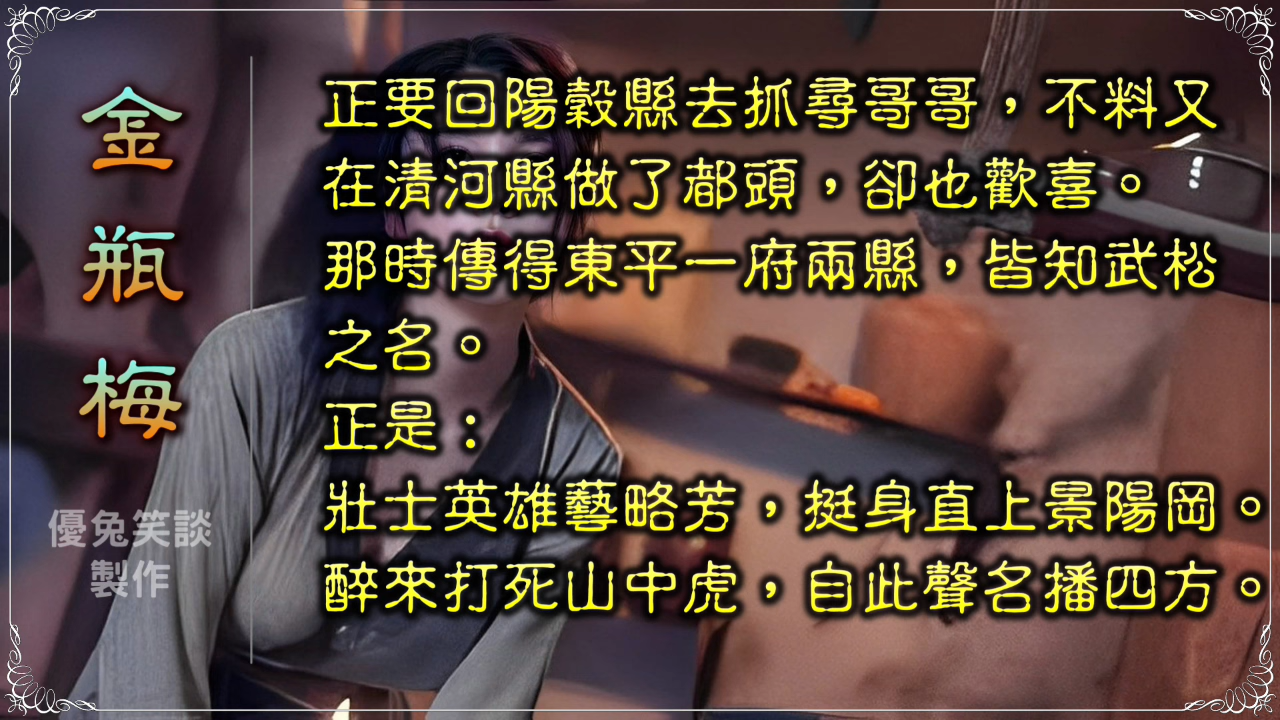 金瓶梅
優兔笑談
製作
正要回陽穀縣去抓尋哥哥，不料又
在清河縣做了都頭，卻也歡喜。
那時傳得東平一府兩縣，皆知武松
之名。
正是：
壯士英雄藝略芳，挺身直上景陽岡。
醉來打死山中虎，自此聲名播四方。